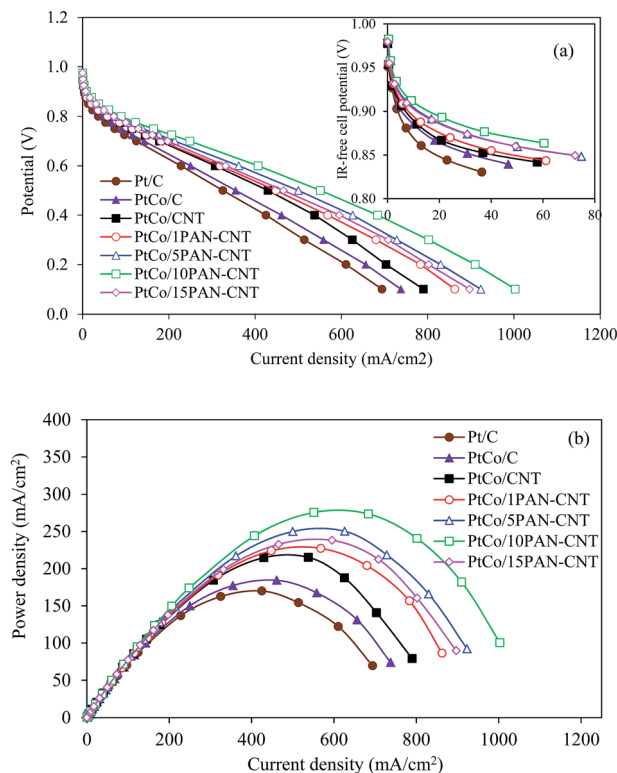 (a)
1.0
0.8
0.6
0.4
0.2
0.0
Potential (V)
0 200 400 600 800 1000 1200
Current density (mA/cm2)
Pt/C
PtCo/C
PtCo/CNT
PtCo/1PAN-CNT
PtCo/5PAN-CNT
PtCo/10PAN-CNT
PtCo/15PAN-CNT
1.00
0.95
0.90
0.85
0.80
IR-free cell potential (V)
0 20 40 60 80
(b)
400
350
300
250
200
150
100
50
0
Power density (mA/cm²)
0 200 400 600 800 1000
Current density (mA/cm²)
Pt/C
PtCo/C
PtCo/CNT
PtCo/1PAN-CNT
PtCo/5PAN-CNT
PtCo/10PAN-CNT
PtCo/15PAN-CNT